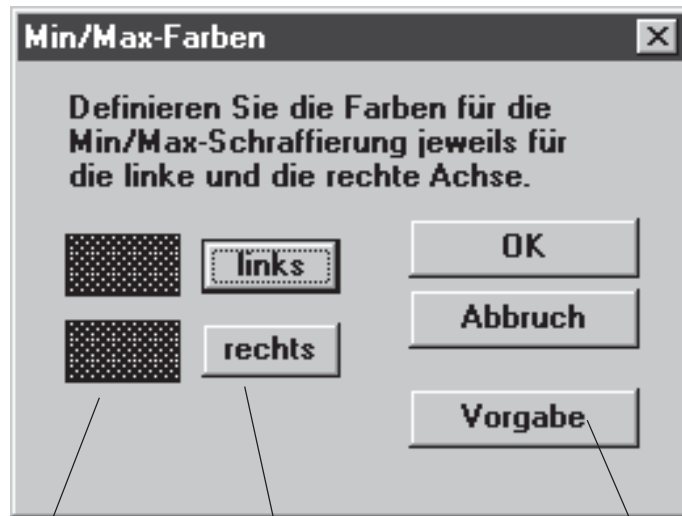 Min/Max-Farben
Definieren Sie die Farben für die
Min/Max-Schraffierung jeweils für
die linke und die rechte Achse.
links
OK
rechts
Abbruch
Vorgabe